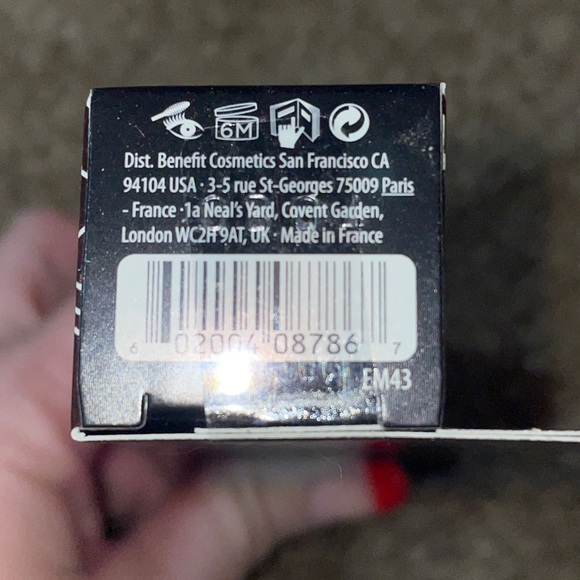 6M
Dist. Benefit Cosmetics San Francisco CA
94104 USA · 3-5 rue St-Georges 75009 Paris
- France · 1a Neal's Yard, Covent Garden,
London WC2H 9AT, UK · Made in France
6 02004 08786 7
EM43